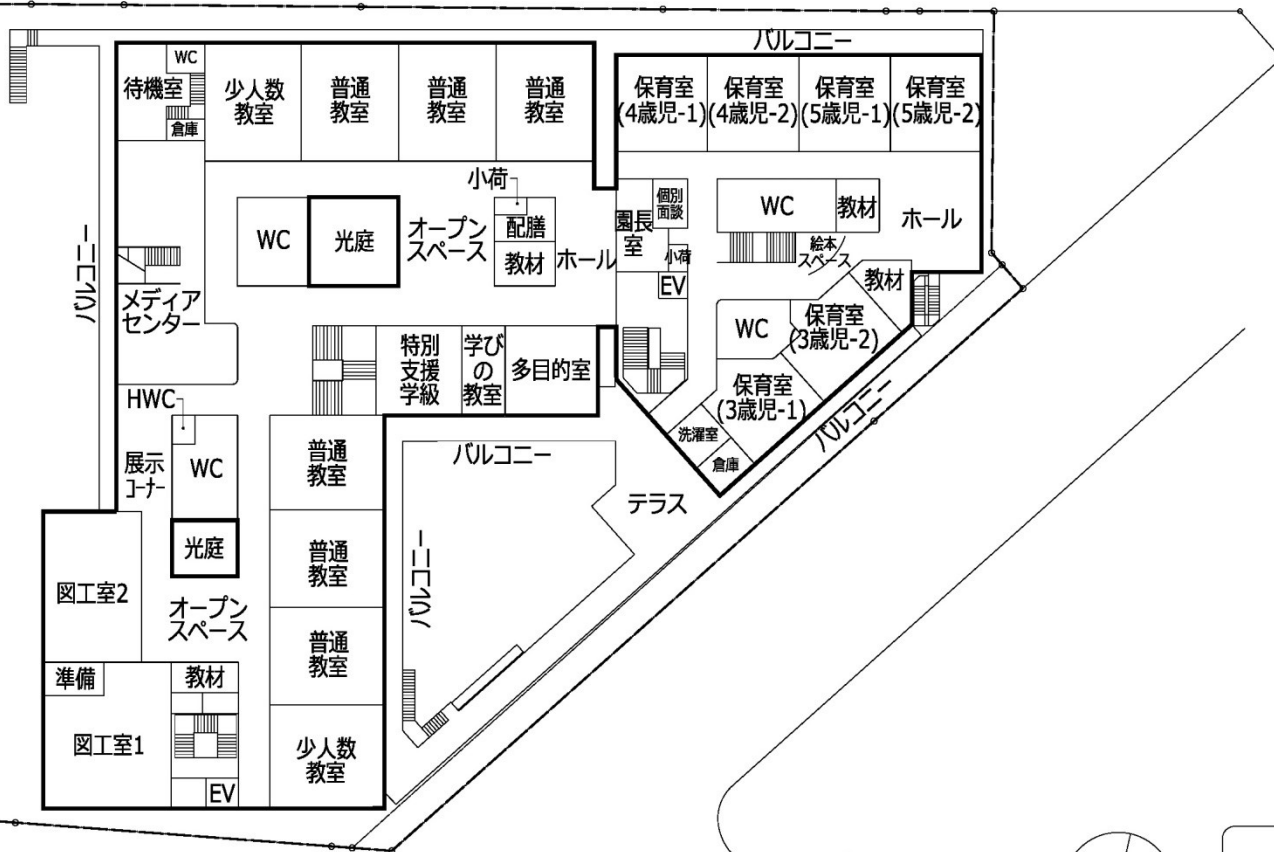 バルコニー
WC
待機室
倉庫
少人数
教室
普通
教室
普通
教室
普通
教室
保育室
(4歳児-1)
保育室
(4歳児-2)
保育室
(5歳児-1)
保育室
(5歳児-2)
小荷
配膳
教材
WC
光庭
オープン
スペース
ホール
園長
室
個別
面談
小荷
EV
WC
教材
ホール
絵本
スペース
教材
バルコニー
メディア
センター
WC
保育室
(3歳児-2)
保育室
(3歳児-1)
洗濯室
倉庫
バルコニー
特別
支援
学級
学び
の
教室
多目的室
HWC
WC
展示
コーナー
普通
教室
バルコニー
テラス
光庭
普通
教室
バルコニー
図工室2
オープン
スペース
普通
教室
準備
教材
図工室1
少人数
教室
EV